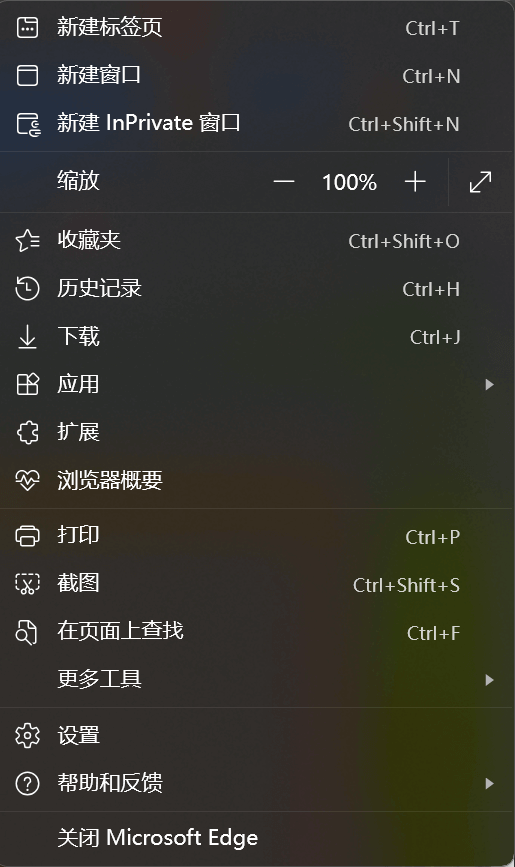 新建标签页 Ctrl+T
新建窗口 Ctrl+N
新建 InPrivate 窗口 Ctrl+Shift+N
缩放 — 100% +
收藏夹 Ctrl+Shift+O
历史记录 Ctrl+H
下载 Ctrl+J
应用
扩展
浏览器概要
打印 Ctrl+P
截图 Ctrl+Shift+S
在页面上查找 Ctrl+F
更多工具
设置
帮助和反馈
关闭 Microsoft Edge